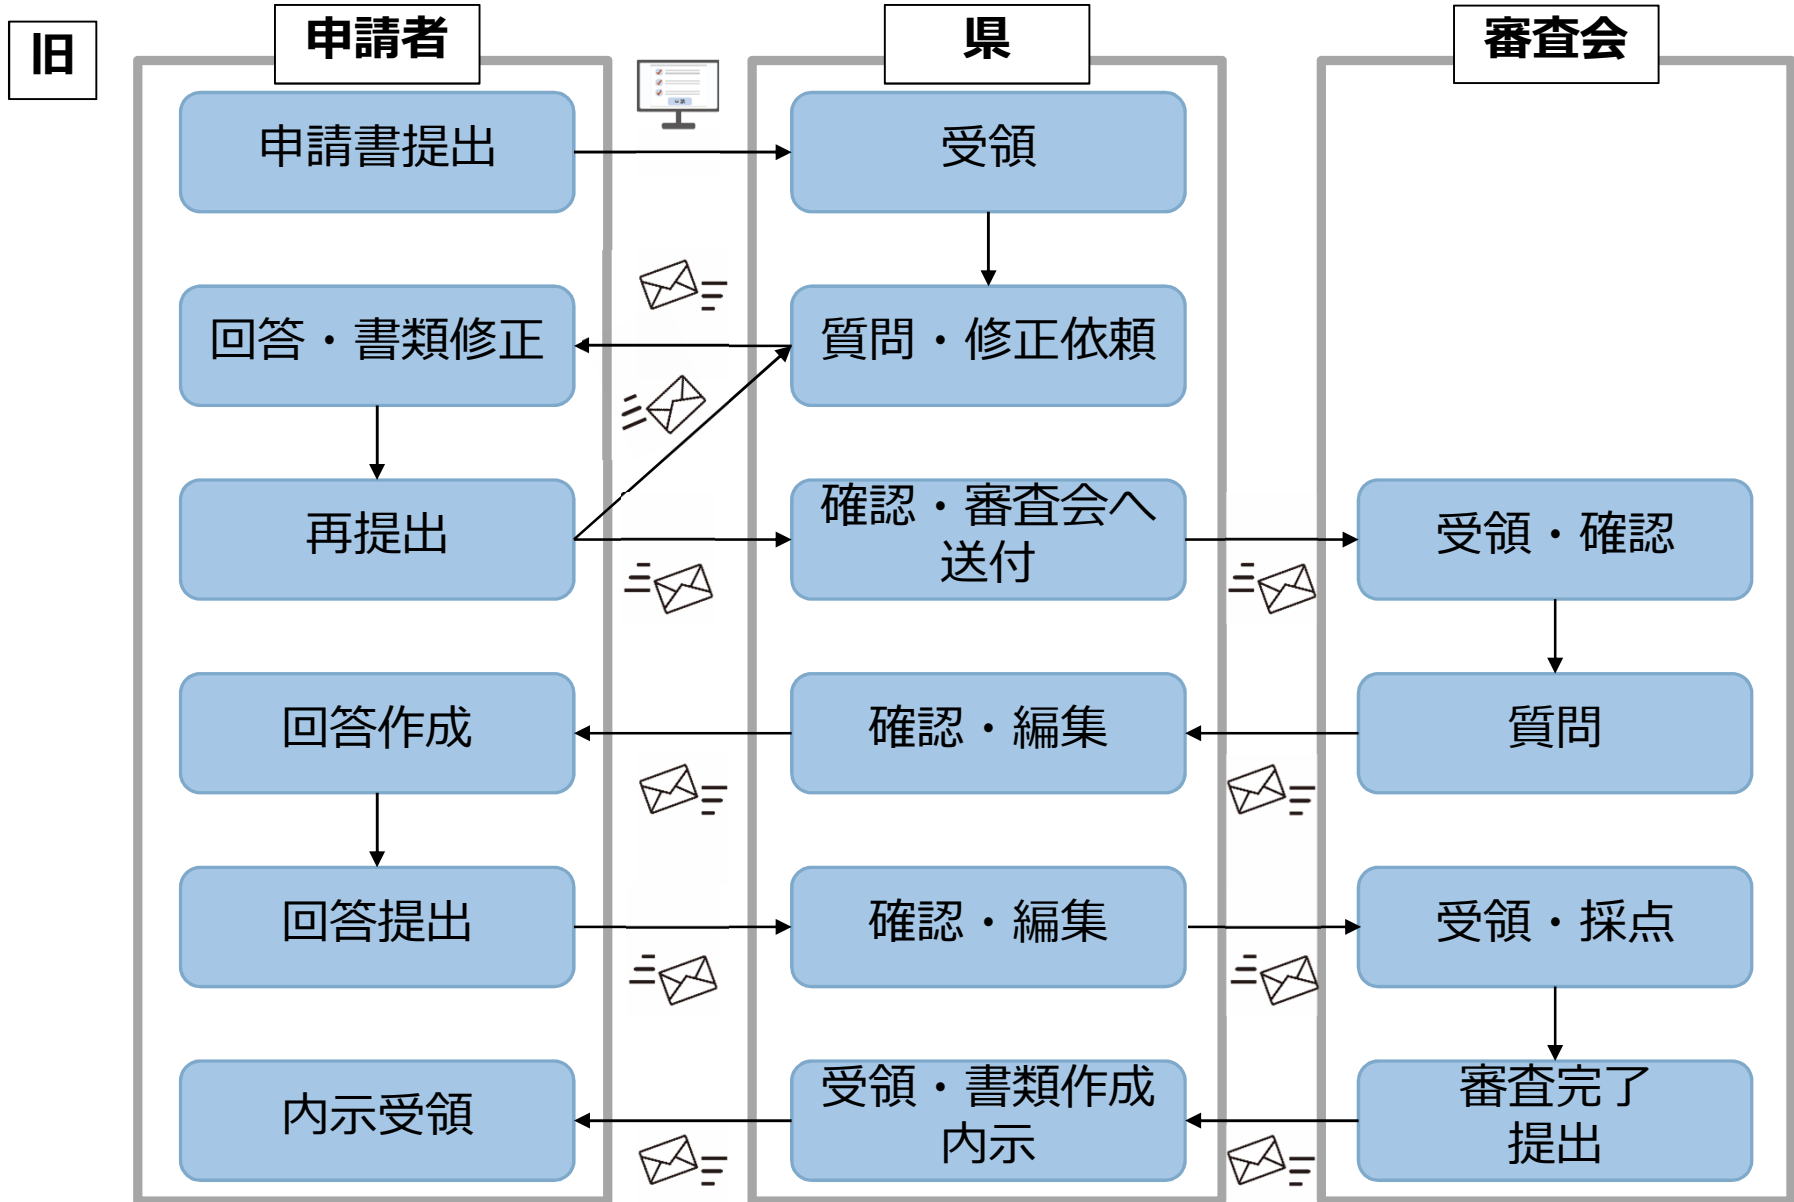 旧
申請者
県
審査会
申請書提出
受領
回答・書類修正
質問・修正依頼
再提出
確認・審査会へ
送付
受領・確認
回答作成
確認・編集
質問
回答提出
確認・編集
受領・採点
内示受領
受領・書類作成
内示
審査完了
提出